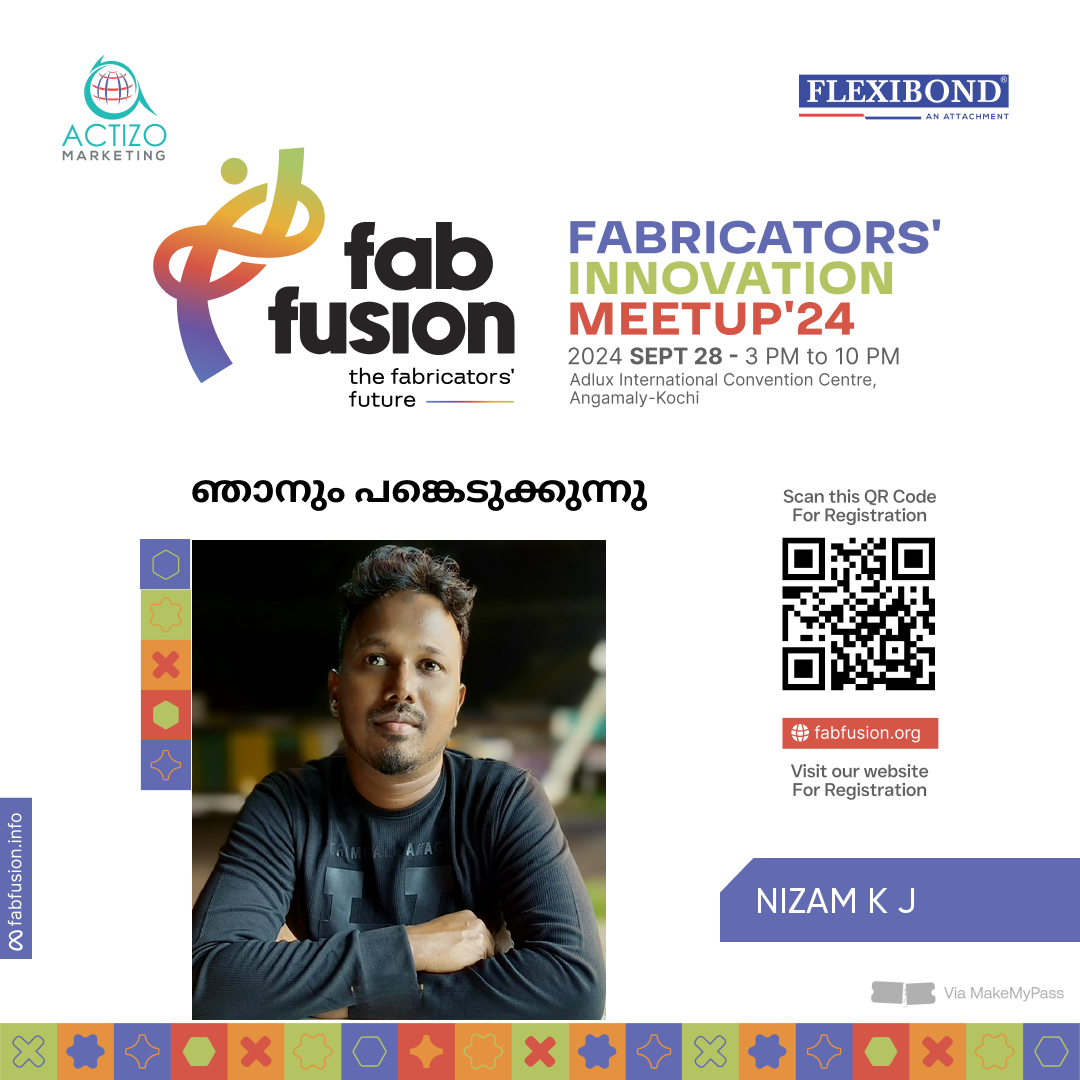 ACTIZO
MARKETING
FLEXIBOND®
AN ATTACHMENT
fab
fusion
the fabricators'
future
FABRICATORS'
INNOVATION
MEETUP'24
2024 SEPT 28 - 3 PM to 10 PM
Adlux International Convention Centre,
Angamaly-Kochi
ഞാനും പങ്കെടുക്കുന്നു
Scan this QR Code
For Registration
fabfusion.org
Visit our website
For Registration
fabfusion.info
NIZAM K J
Via MakeMyPass